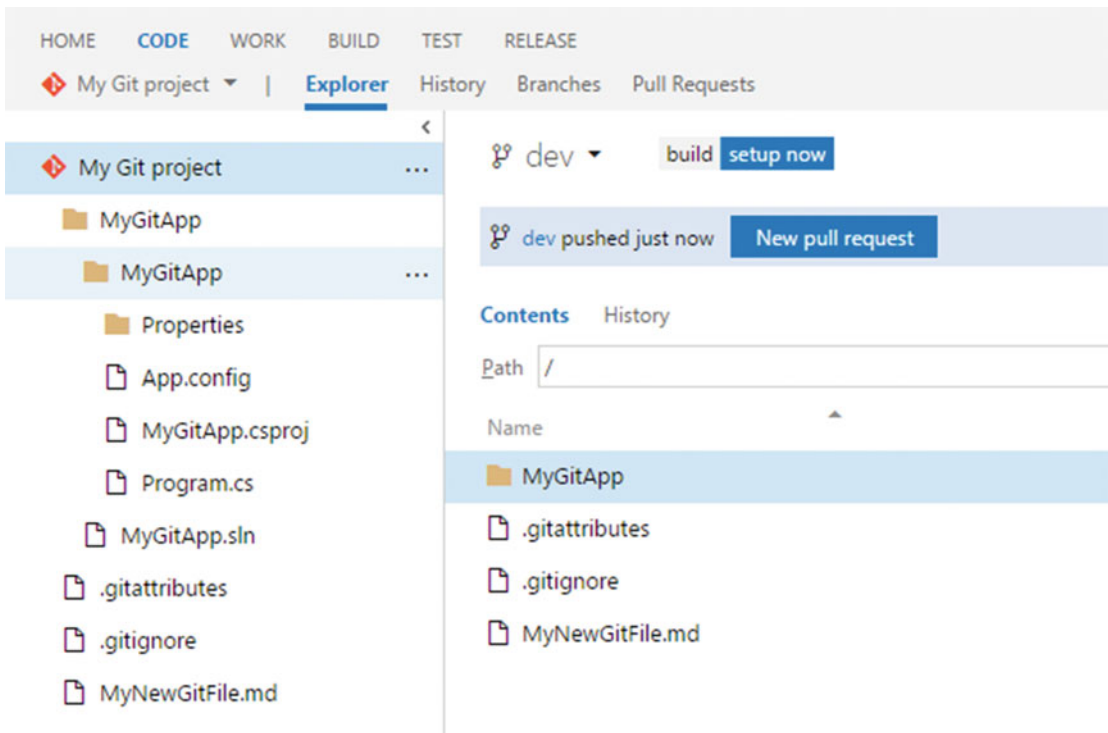 HOME CODE WORK BUILD TEST RELEASE
My Git project | Explorer History Branches Pull Requests
My Git project ...
MyGitApp
MyGitApp ...
Properties
App.config
MyGitApp.csproj
Program.cs
MyGitApp.sln
.gitattributes
.gitignore
MyNewGitFile.md
dev build setup now
dev pushed just now New pull request
Contents History
Path /
Name
MyGitApp
.gitattributes
.gitignore
MyNewGitFile.md